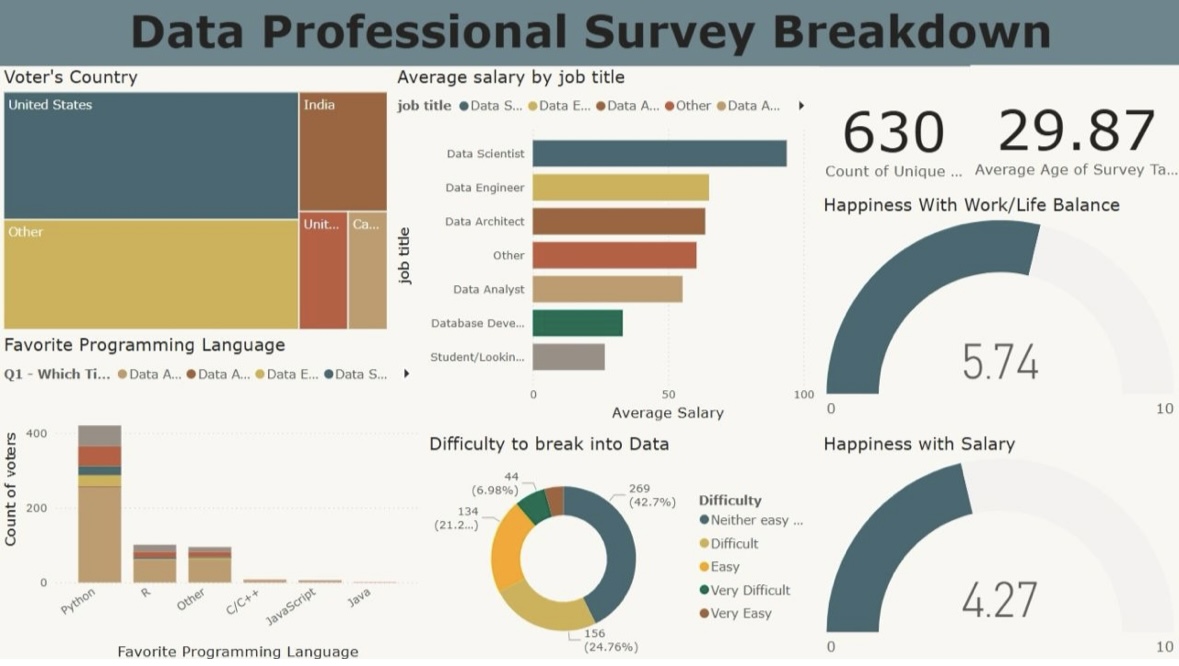 Data Professional Survey Breakdown
Voter's Country
United States
India
Other
Unit...
Ca...
Average salary by job title
job title Data S... Data E... Data A... Other Data A...
job title
Data Scientist
Data Engineer
Data Architect
Other
Data Analyst
Database Deve...
Student/Lookin...
0 50 100
Average Salary
630
Count of Unique ...
29.87
Average Age of Survey Ta...
Happiness With Work/Life Balance
5.74
0 10
Favorite Programming Language
Q1 - Which Ti... Data A... Data A... Data E... Data S...
Count of voters
400
200
0
Python R Other C/C++ JavaScript Java
Favorite Programming Language
Difficulty to break into Data
44
(6.98%)
269
(42.7%)
134
(21.2...)
156
(24.76%)
Difficulty
Neither easy ...
Difficult
Easy
Very Difficult
Very Easy
Happiness with Salary
4.27
0 10